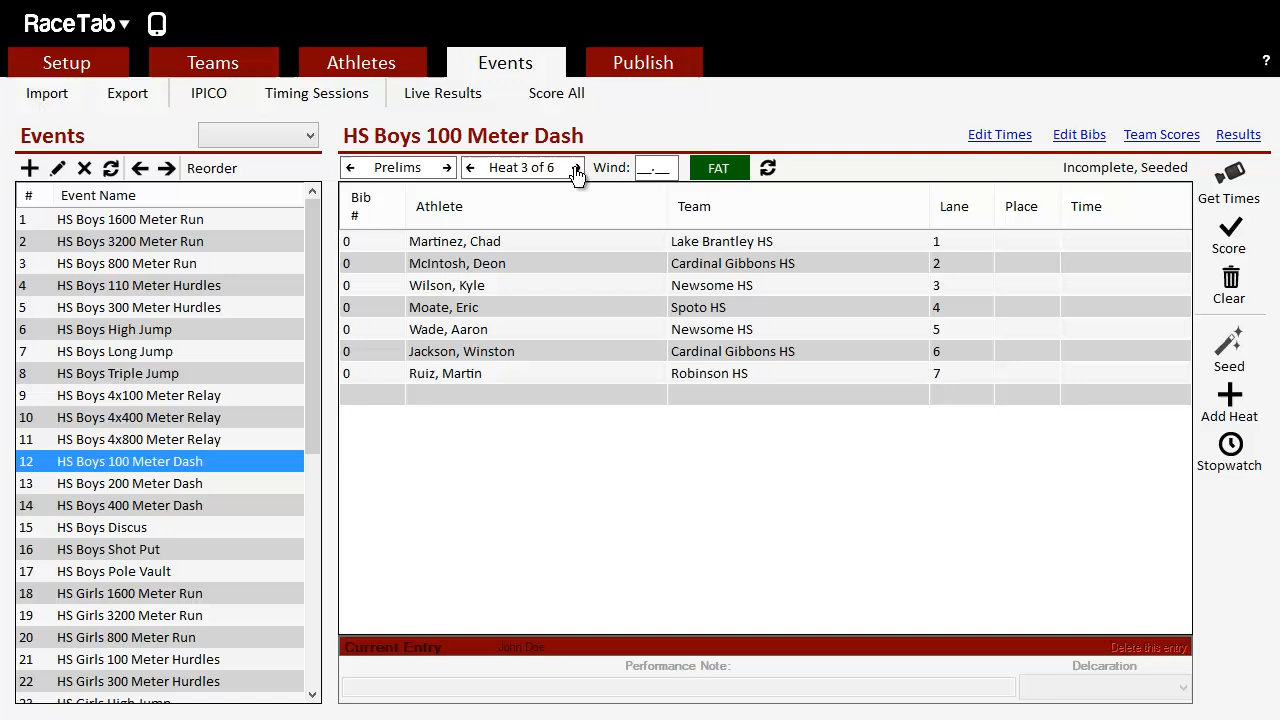 RaceTab
Setup Teams Athletes Events Publish ?
Import Export IPICO Timing Sessions Live Results Score All
Events
HS Boys 100 Meter Dash
Edit Times Edit Bibs Team Scores Results
Reorder
Prelims Heat 3 of 6 Wind: __.__ FAT
Incomplete, Seeded
# Event Name
1 HS Boys 1600 Meter Run
2 HS Boys 3200 Meter Run
3 HS Boys 800 Meter Run
4 HS Boys 110 Meter Hurdles
5 HS Boys 300 Meter Hurdles
6 HS Boys High Jump
7 HS Boys Long Jump
8 HS Boys Triple Jump
9 HS Boys 4x100 Meter Relay
10 HS Boys 4x400 Meter Relay
11 HS Boys 4x800 Meter Relay
12 HS Boys 100 Meter Dash
13 HS Boys 200 Meter Dash
14 HS Boys 400 Meter Dash
15 HS Boys Discus
16 HS Boys Shot Put
17 HS Boys Pole Vault
18 HS Girls 1600 Meter Run
19 HS Girls 3200 Meter Run
20 HS Girls 800 Meter Run
21 HS Girls 100 Meter Hurdles
22 HS Girls 300 Meter Hurdles
23 HS Girls High Jump
Bib # Athlete Team Lane Place Time
0 Martinez, Chad Lake Brantley HS 1
0 McIntosh, Deon Cardinal Gibbons HS 2
0 Wilson, Kyle Newsome HS 3
0 Moate, Eric Spoto HS 4
0 Wade, Aaron Newsome HS 5
0 Jackson, Winston Cardinal Gibbons HS 6
0 Ruiz, Martin Robinson HS 7
Current Entry John Doe Delete this entry
Performance Note: Delcaration
Get Times
Score
Clear
Seed
Add Heat
Stopwatch